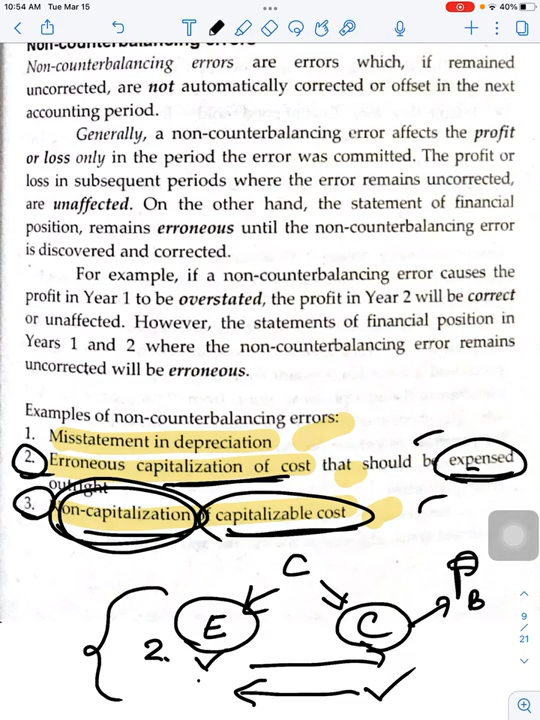 10:54 AM Tue Mar 15
40%
Non-counterbalancing errors
Non-counterbalancing errors are errors which, if remained
uncorrected, are not automatically corrected or offset in the next
accounting period.
Generally, a non-counterbalancing error affects the profit
or loss only in the period the error was committed. The profit or
loss in subsequent periods where the error remains uncorrected,
are unaffected. On the other hand, the statement of financial
position, remains erroneous until the non-counterbalancing error
is discovered and corrected.
For example, if a non-counterbalancing error causes the
profit in Year 1 to be overstated, the profit in Year 2 will be correct
or unaffected. However, the statements of financial position in
Years 1 and 2 where the non-counterbalancing error remains
uncorrected will be erroneous.
Examples of non-counterbalancing errors:
1. Misstatement in depreciation
2. Erroneous capitalization of cost that should be expensed
outright
3. Non-capitalization of capitalizable cost
C
P
B
E
C
2.
9
/
21